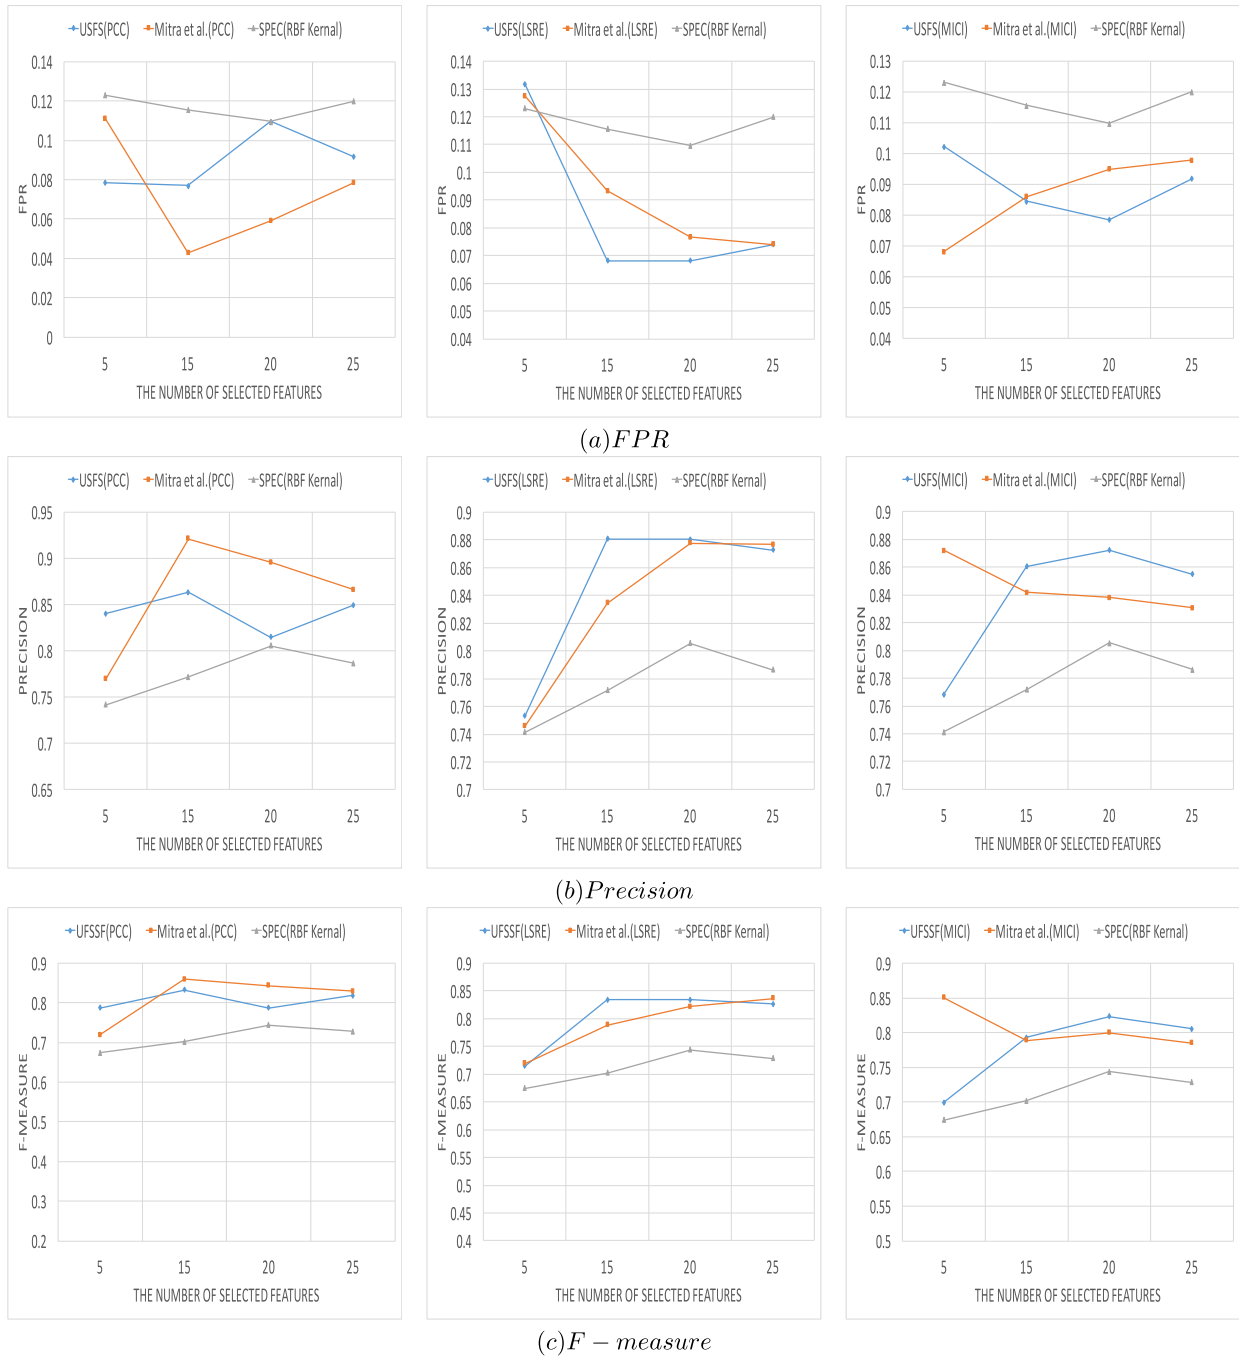 USFS(PCC) Mitra et al.(PCC) SPEC(RBF Kernal)
0.14
0.12
0.1
0.08
0.06
0.04
0.02
0
FPR
5 15 20 25
THE NUMBER OF SELECTED FEATURES
USFS(LSRE) Mitra et al.(LSRE) SPEC(RBF Kernal)
0.14
0.13
0.12
0.11
0.1
0.09
0.08
0.07
0.06
0.05
0.04
FPR
5 15 20 25
THE NUMBER OF SELECTED FEATURES
USFS(MICI) Mitra et al.(MICI) SPEC(RBF Kernal)
0.13
0.12
0.11
0.1
0.09
0.08
0.07
0.06
0.05
0.04
FPR
5 15 20 25
THE NUMBER OF SELECTED FEATURES
(a)FPR
USFS(PCC) Mitra et al.(PCC) SPEC(RBF Kernal)
0.95
0.9
0.85
0.8
0.75
0.7
0.65
PRECISION
5 15 20 25
THE NUMBER OF SELECTED FEATURES
USFS(LSRE) Mitra et al.(LSRE) SPEC(RBF Kernal)
0.9
0.88
0.86
0.84
0.82
0.8
0.78
0.76
0.74
0.72
0.7
PRECISION
5 15 20 25
THE NUMBER OF SELECTED FEATURES
USFS(MICI) Mitra et al.(MICI) SPEC(RBF Kernal)
0.9
0.88
0.86
0.84
0.82
0.8
0.78
0.76
0.74
0.72
0.7
PRECISION
5 15 20 25
THE NUMBER OF SELECTED FEATURES
(b)Precision
UFSSF(PCC) Mitra et al.(PCC) SPEC(RBF Kernal)
0.9
0.8
0.7
0.6
0.5
0.4
0.3
0.2
F-MEASURE
5 15 20 25
THE NUMBER OF SELECTED FEATURES
UFSSF(LSRE) Mitra et al.(LSRE) SPEC(RBF Kernal)
0.9
0.85
0.8
0.75
0.7
0.65
0.6
0.55
0.5
0.45
0.4
F-MEASURE
5 15 20 25
THE NUMBER OF SELECTED FEATURES
UFSSF(MICI) Mitra et al.(MICI) SPEC(RBF Kernal)
0.9
0.85
0.8
0.75
0.7
0.65
0.6
0.55
0.5
F-MEASURE
5 15 20 25
THE NUMBER OF SELECTED FEATURES
(c)F − measure